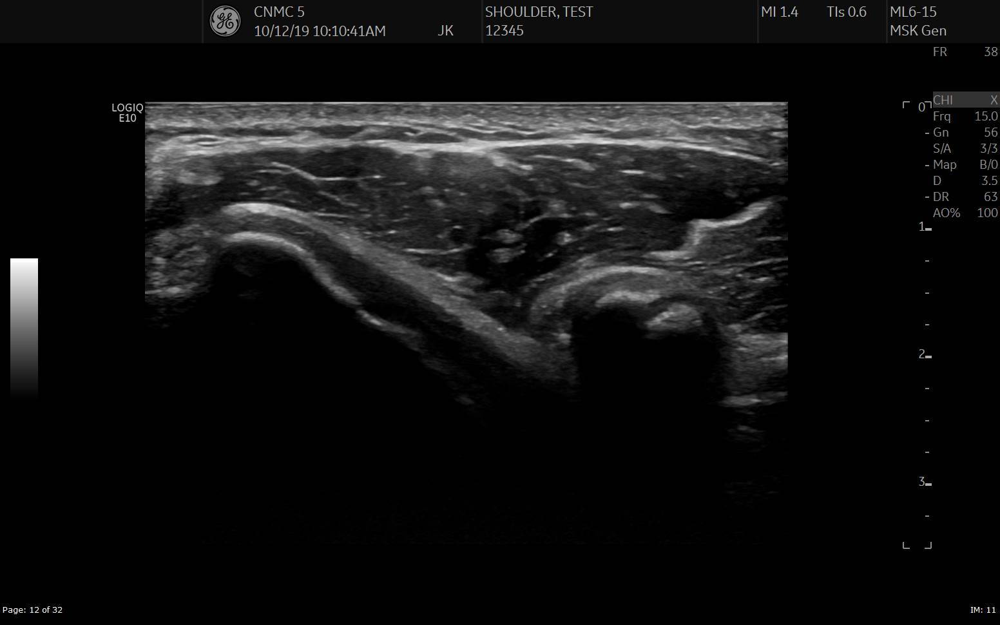 CNMC 5
10/12/19 10:10:41AM JK
SHOULDER, TEST
12345
MI 1.4 TIs 0.6
ML6-15
MSK Gen
FR 38
CHI X
Frq 15.0
Gn 56
S/A 3/3
Map B/0
D 3.5
DR 63
AO% 100
LOGIQ
E10
0
1
2
3
Page: 12 of 32
IM: 11